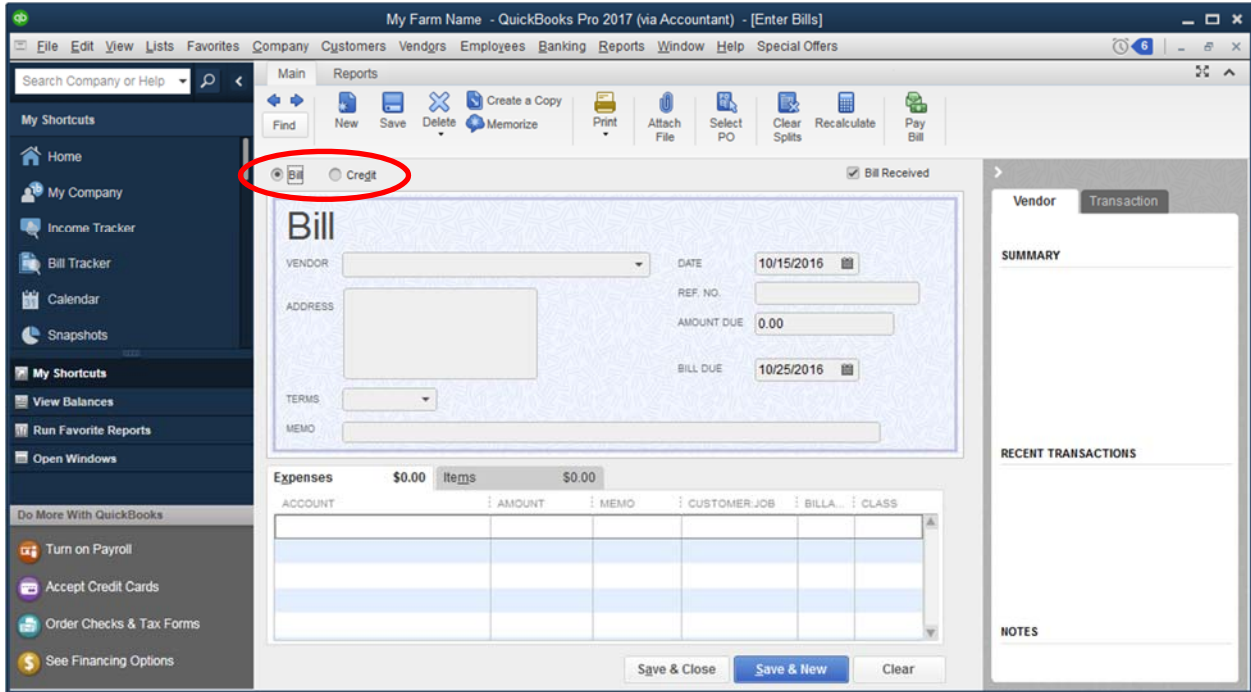 qb My Farm Name - QuickBooks Pro 2017 (via Accountant) - [Enter Bills]
File Edit View Lists Favorites Company Customers Vendors Employees Banking Reports Window Help Special Offers 6
Search Company or Help
My Shortcuts
Home
My Company
Income Tracker
Bill Tracker
Calendar
Snapshots
My Shortcuts
View Balances
Run Favorite Reports
Open Windows
Do More With QuickBooks
Turn on Payroll
Accept Credit Cards
Order Checks & Tax Forms
See Financing Options
Main Reports
Find New Save Delete Create a Copy Memorize Print Attach File Select PO Clear Splits Recalculate Pay Bill
Bill Credit Bill Received
Bill
VENDOR DATE 10/15/2016
ADDRESS REF. NO.
AMOUNT DUE 0.00
BILL DUE 10/25/2016
TERMS
MEMO
Expenses $0.00 Items $0.00
ACCOUNT AMOUNT MEMO CUSTOMER:JOB BILLA... CLASS
Save & Close Save & New Clear
Vendor Transaction
SUMMARY
RECENT TRANSACTIONS
NOTES